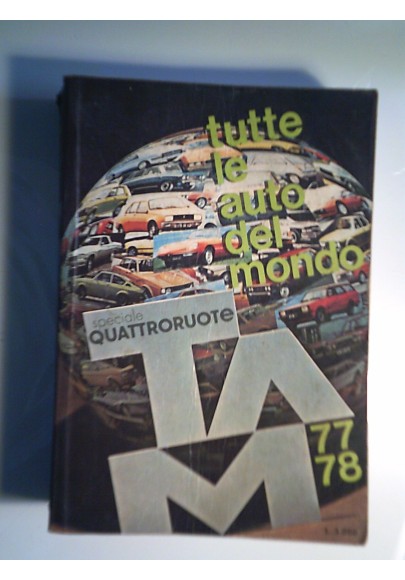 tutte
le
auto
del
mondo
speciale
QUATTRORUOTe
TAM
77
78